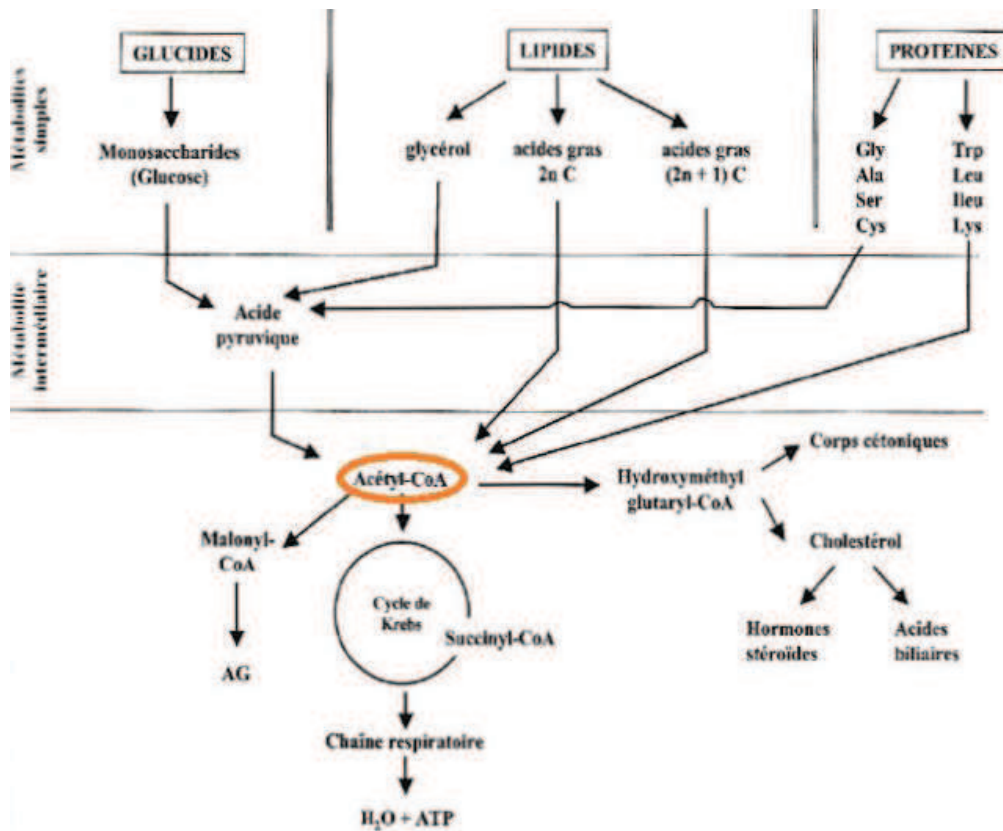 GLUCIDES
LIPIDES
PROTEINES
Métabolites
simples
Monosaccharides
(Glucose)
glycérol
acides gras
2n C
acides gras
(2n + 1) C
Gly
Ala
Ser
Cys
Trp
Leu
Ileu
Lys
Métabolite
intermédiaire
Acide
pyruvique
Acétyl-CoA
Hydroxyméthyl
glutaryl-CoA
Corps cétoniques
Cholestérol
Hormones
stéroïdes
Acides
biliaires
Malonyl-
CoA
AG
Cycle de
Krebs
Succinyl-CoA
Chaîne respiratoire
H₂O + ATP